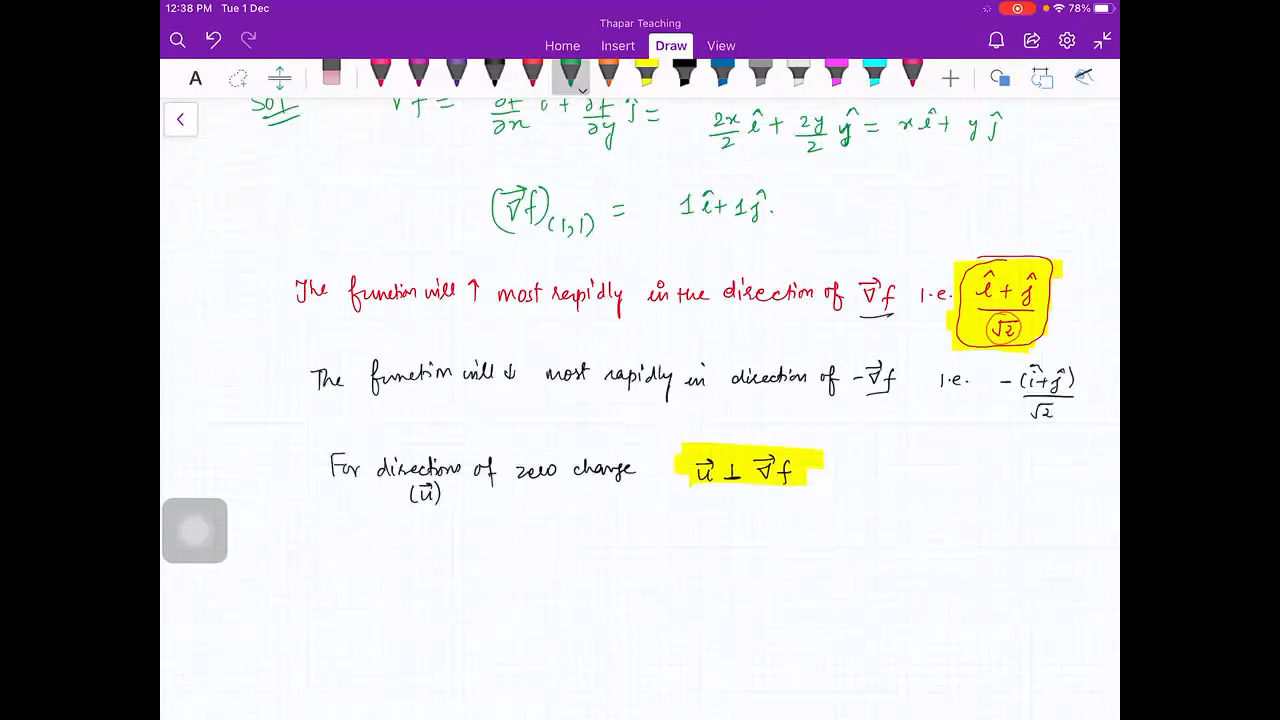 12:38 PM Tue 1 Dec 78%
Thapar Teaching
Home Insert Draw View
A
Sol ∇f = ∂f/∂x î + ∂f/∂y ĵ = 2x/2 î + 2y/2 ŷ = x î + y ĵ
(∇⃗f)(1,1) = 1 î + 1 ĵ.
The function will ↑ most rapidly in the direction of ∇⃗f i.e. (î + ĵ)/√2
The function will ↓ most rapidly in direction of -∇⃗f i.e. -(î+ĵ)/√2
For directions of zero change u⃗ ⊥ ∇⃗f
(u⃗)